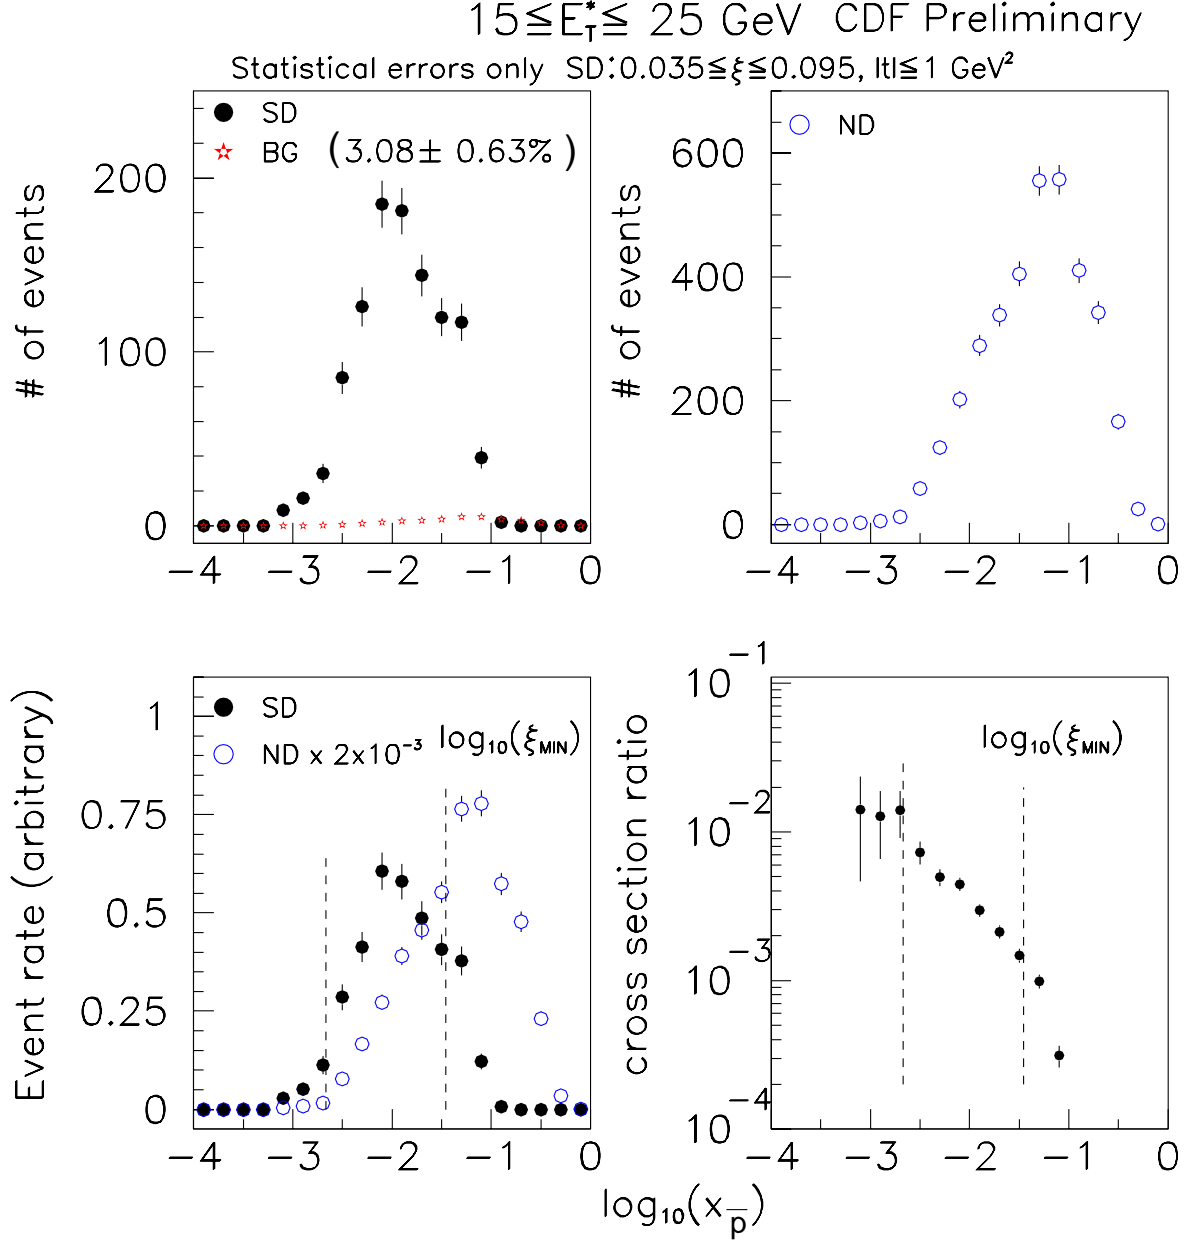 15≤E*T≤ 25 GeV CDF Preliminary
Statistical errors only SD:0.035≤ξ≤0.095, |t|≤1 GeV²
SD
BG (3.08± 0.63%)
# of events
200
100
0
−4 −3 −2 −1 0
ND
# of events
600
400
200
0
−4 −3 −2 −1 0
SD
ND x 2x10⁻³
log₁₀(ξMIN)
Event rate (arbitrary)
1
0.75
0.5
0.25
0
−4 −3 −2 −1 0
log₁₀(ξMIN)
cross section ratio
10⁻¹
10⁻²
10⁻³
10⁻⁴
−4 −3 −2 −1 0
log₁₀(xp̅)